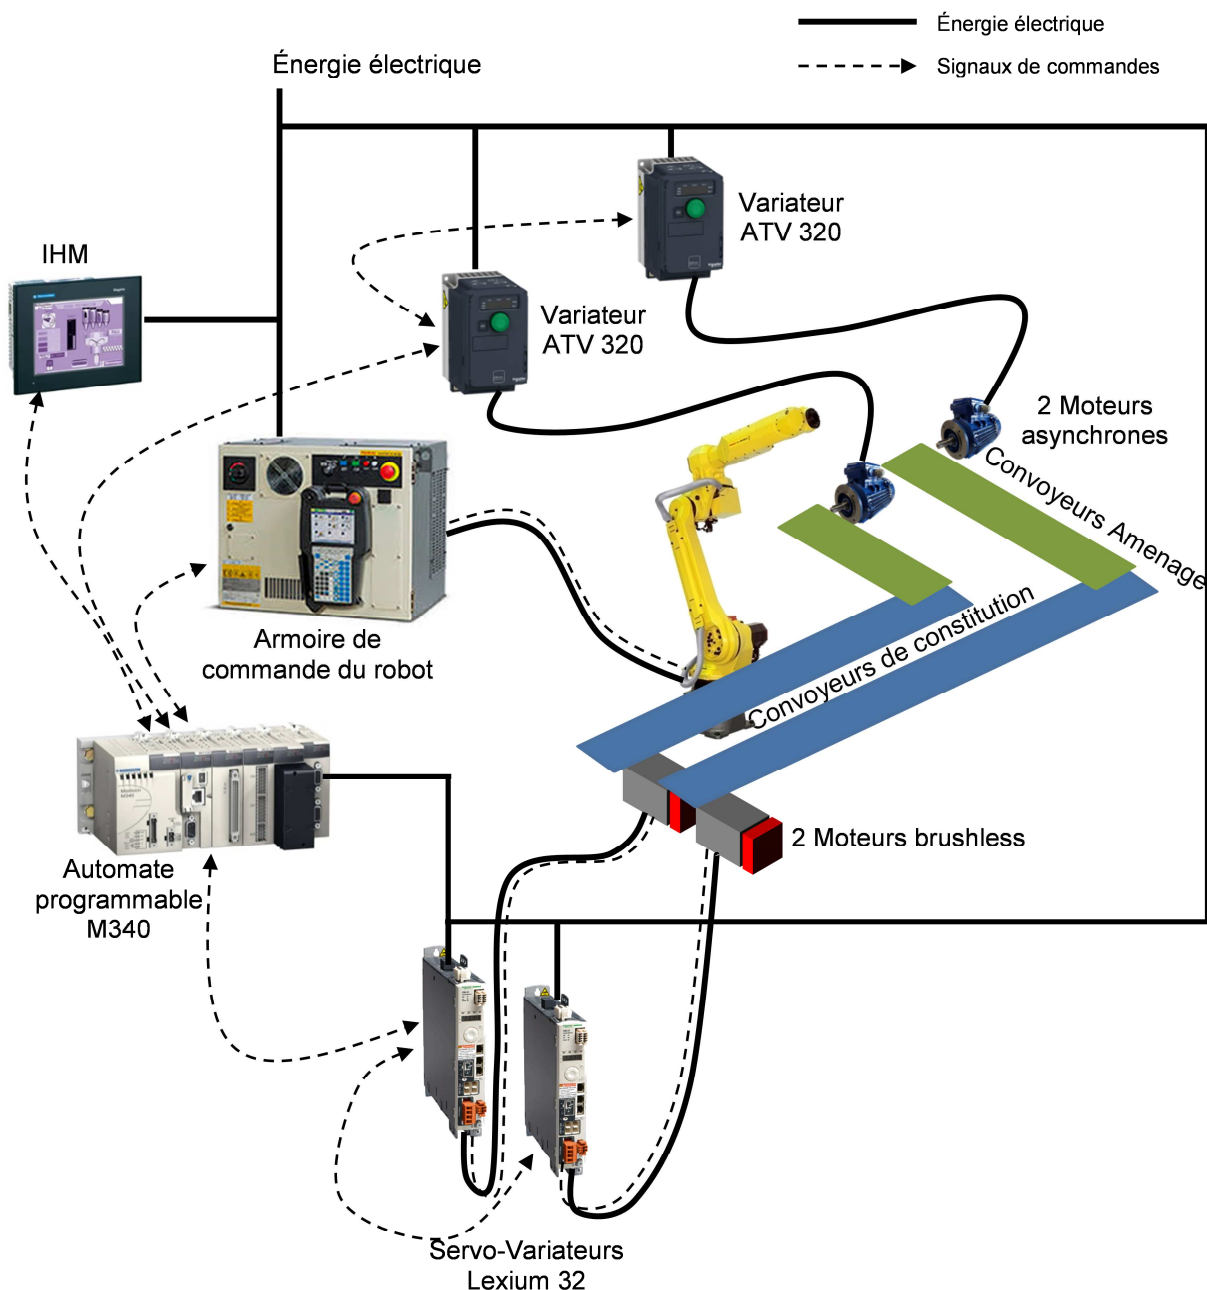 Énergie électrique
Signaux de commandes
Énergie électrique
Variateur
ATV 320
IHM
Variateur
ATV 320
2 Moteurs
asynchrones
Convoyeurs Amenage
Armoire de
commande du robot
Convoyeurs de constitution
2 Moteurs brushless
Automate
programmable
M340
Servo-Variateurs
Lexium 32